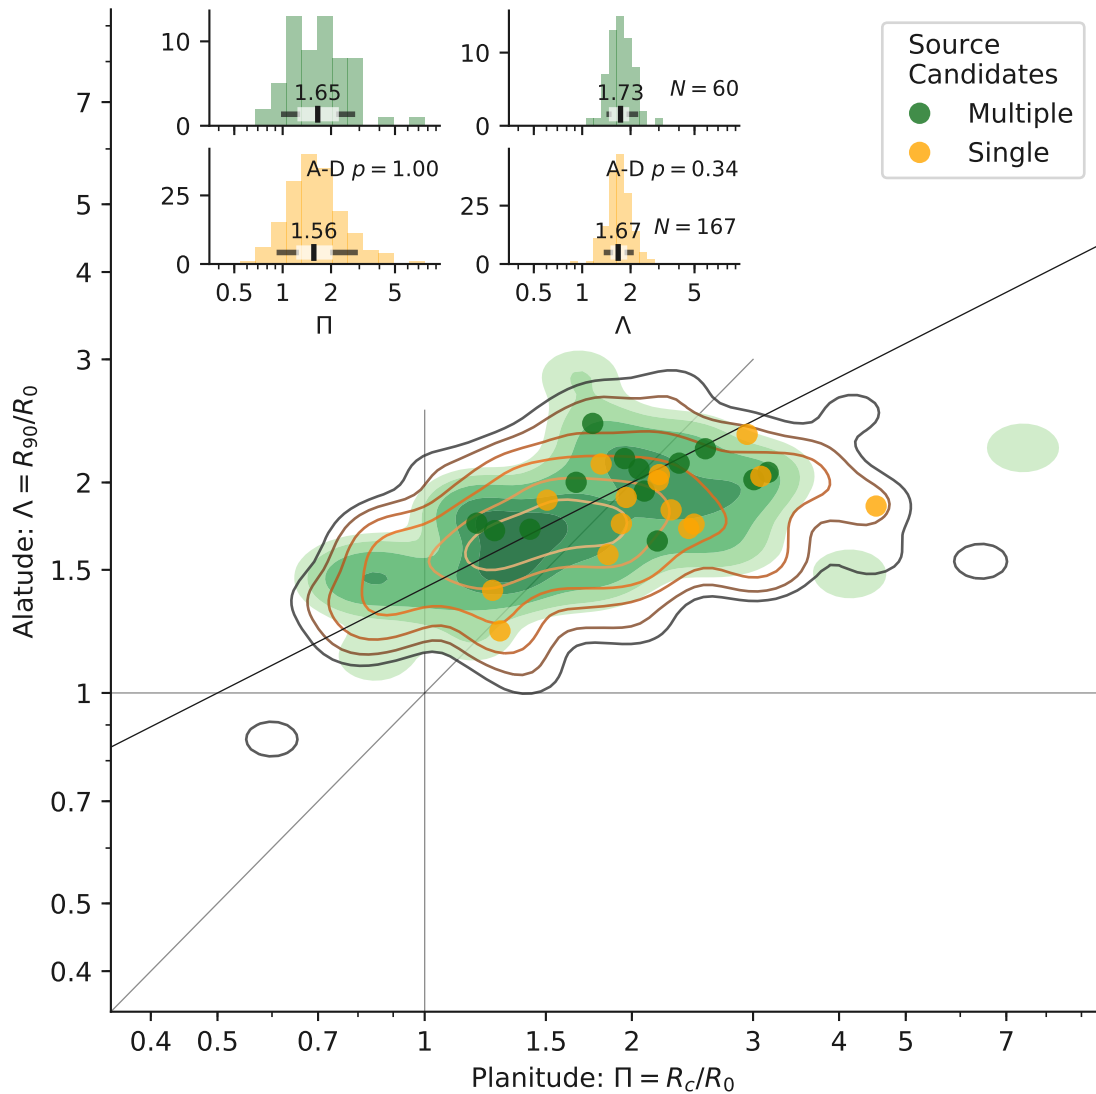 10
0
1.65
10
0
1.73
N = 60
Source
Candidates
Multiple
Single
25
0
A-D p = 1.00
1.56
25
0
A-D p = 0.34
1.67
N = 167
0.5 1 2 5
Π
0.5 1 2 5
Λ
7
5
4
3
2
1.5
1
0.7
0.5
0.4
Alatude: Λ = R90/R0
0.4 0.5 0.7 1 1.5 2 3 4 5 7
Planitude: Π = Rc/R0